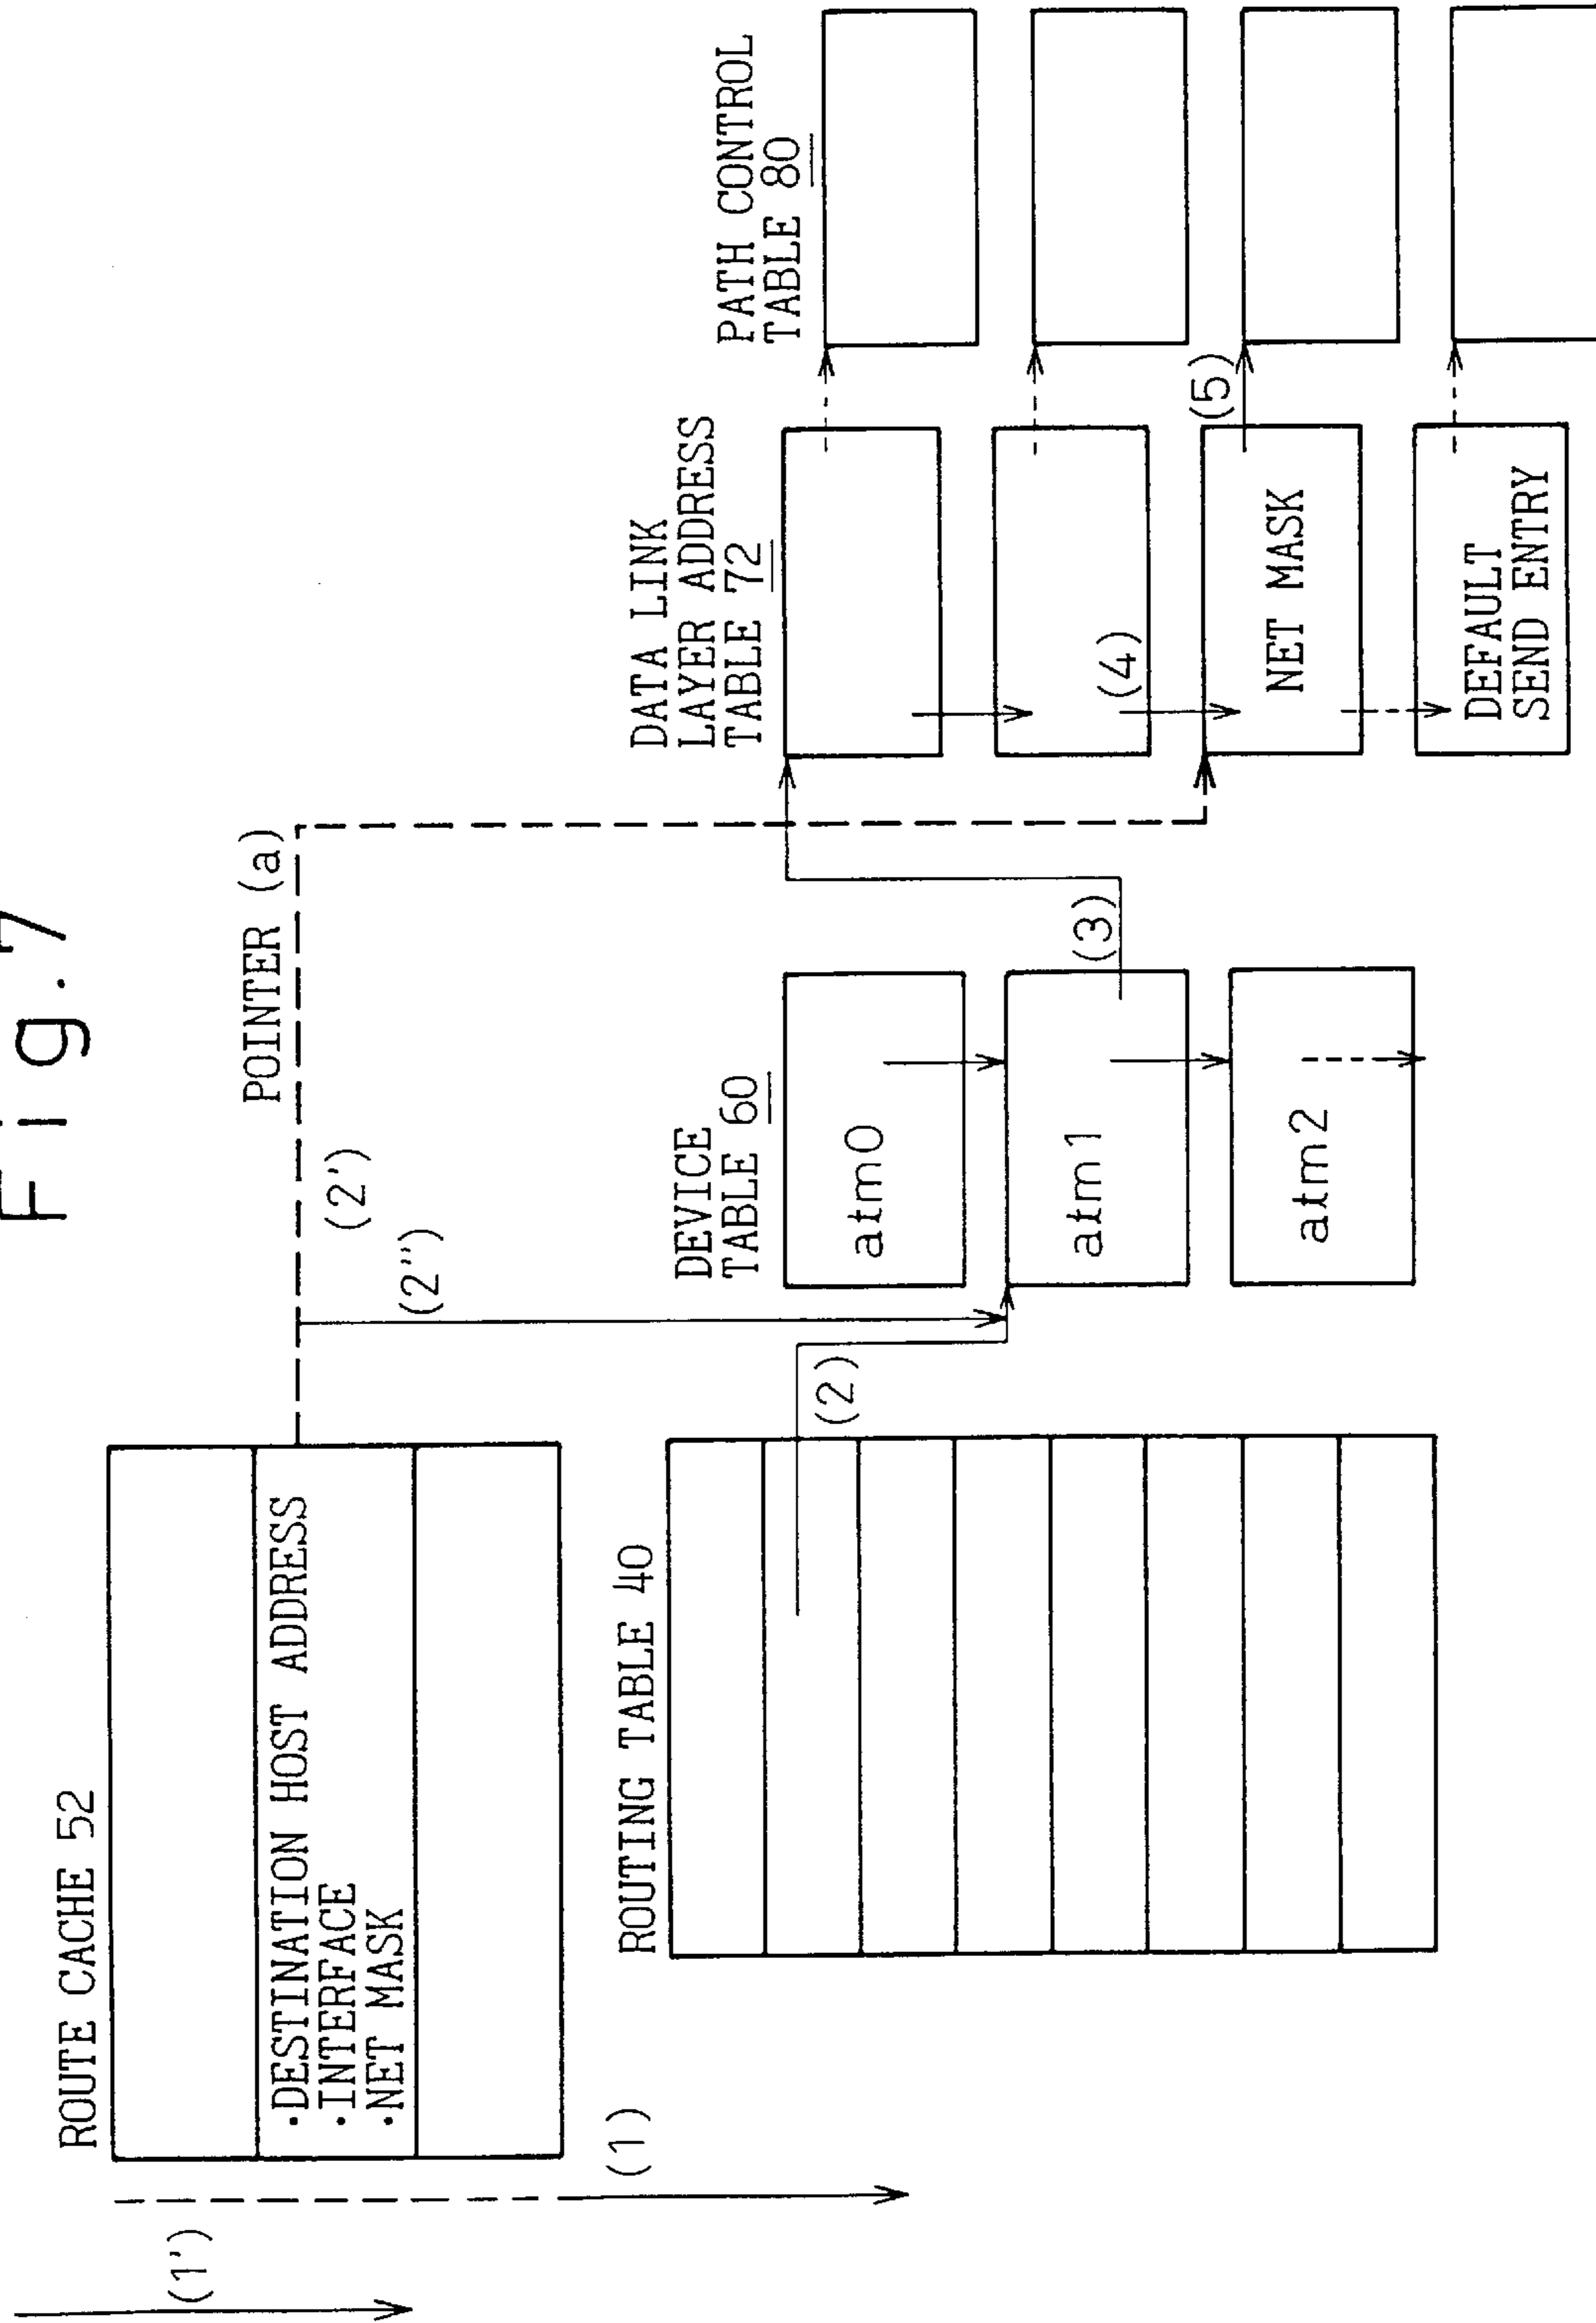 Fig.7
ROUTE CACHE 52
·DESTINATION HOST ADDRESS
·INTERFACE
·NET MASK
(1')
(1)
POINTER (a)
(2')
(2'')
ROUTING TABLE 40
(2)
DEVICE
TABLE 60
atm0
atm1
atm2
(3)
DATA LINK
LAYER ADDRESS
TABLE 72
(4)
NET MASK
DEFAULT
SEND ENTRY
(5)
PATH CONTROL
TABLE 80